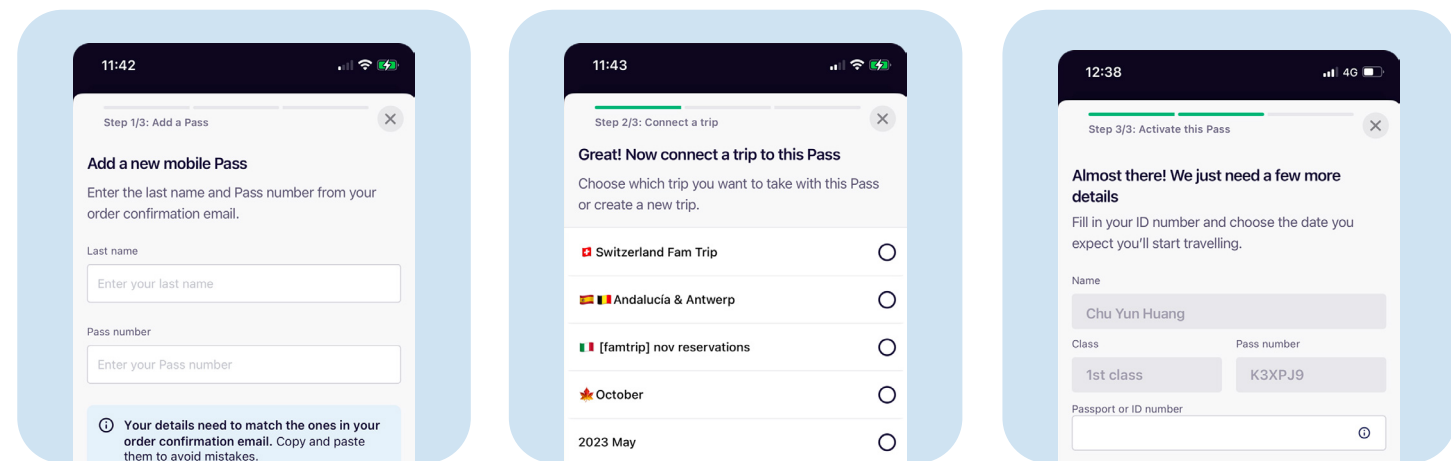 11:42
Step 1/3: Add a Pass
Add a new mobile Pass
Enter the last name and Pass number from your
order confirmation email.
Last name
Enter your last name
Pass number
Enter your Pass number
Your details need to match the ones in your
order confirmation email. Copy and paste
them to avoid mistakes.
11:43
Step 2/3: Connect a trip
Great! Now connect a trip to this Pass
Choose which trip you want to take with this Pass
or create a new trip.
Switzerland Fam Trip
Andalucía & Antwerp
[famtrip] nov reservations
October
2023 May
12:38
4G
Step 3/3: Activate this Pass
Almost there! We just need a few more
details
Fill in your ID number and choose the date you
expect you'll start travelling.
Name
Chu Yun Huang
Class
Pass number
1st class
K3XPJ9
Passport or ID number